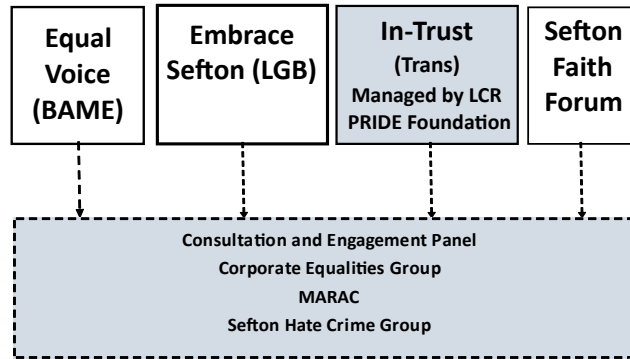 Equal
Voice
(BAME)
Embrace
Sefton (LGB)
In-Trust
(Trans)
Managed by LCR
PRIDE Foundation
Sefton
Faith
Forum
Consultation and Engagement Panel
Corporate Equalities Group
MARAC
Sefton Hate Crime Group